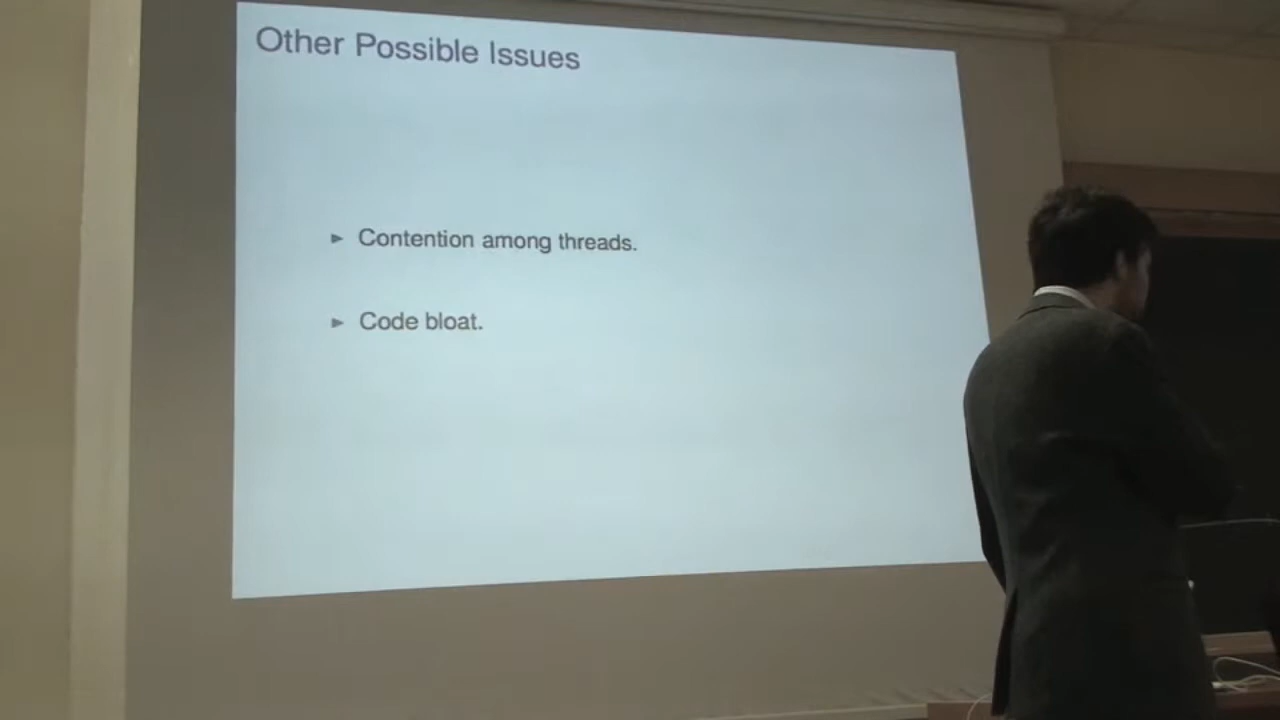 Other Possible Issues
► Contention among threads.
► Code bloat.